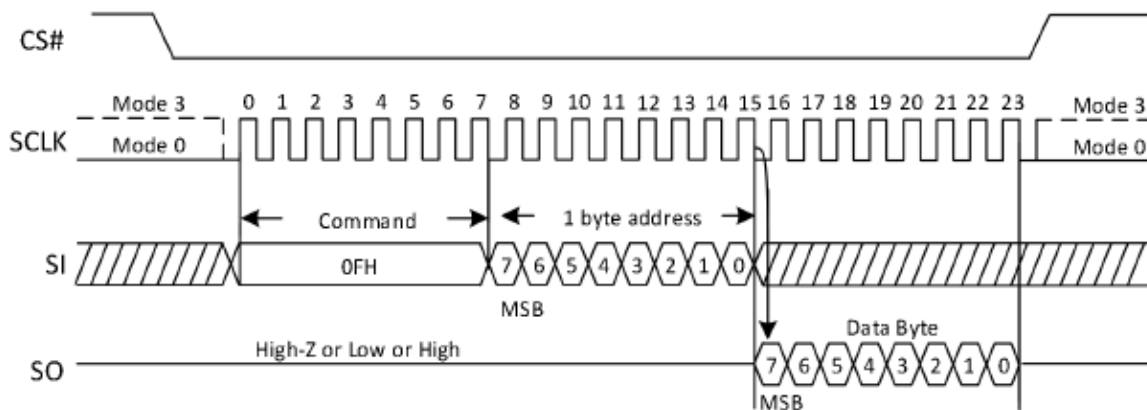 CS#
Mode 3 0 1 2 3 4 5 6 7 8 9 10 11 12 13 14 15 16 17 18 19 20 21 22 23 Mode 3
SCLK Mode 0 Mode 0
Command 1 byte address
SI 0FH 7 6 5 4 3 2 1 0
MSB
High-Z or Low or High Data Byte
SO 7 6 5 4 3 2 1 0
MSB